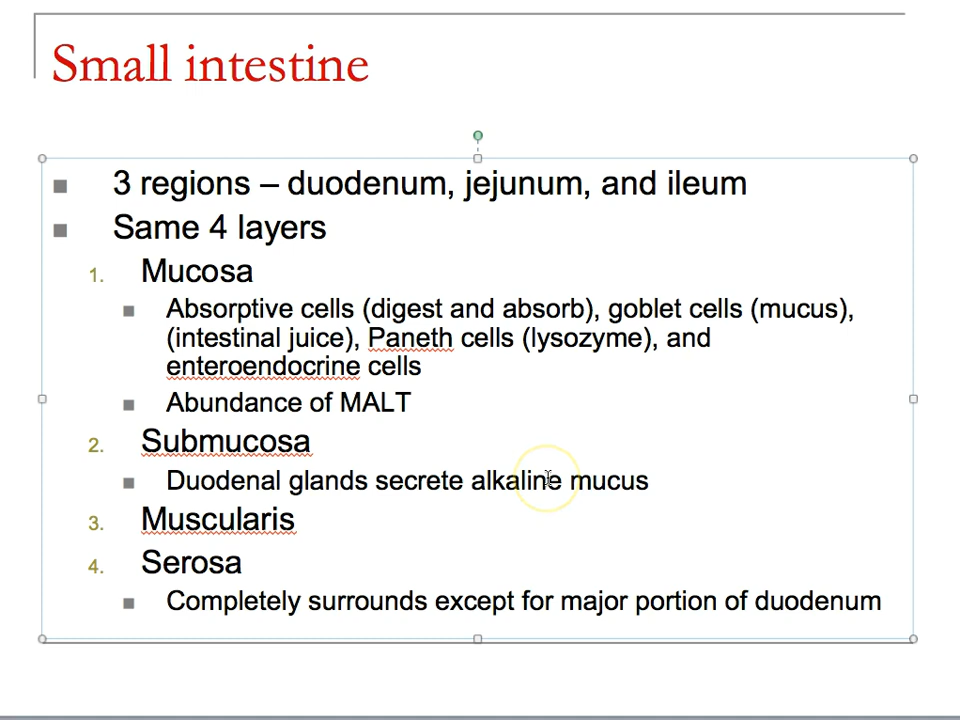 Small intestine
3 regions – duodenum, jejunum, and ileum
Same 4 layers
1. Mucosa
Absorptive cells (digest and absorb), goblet cells (mucus),
(intestinal juice), Paneth cells (lysozyme), and
enteroendocrine cells
Abundance of MALT
2. Submucosa
Duodenal glands secrete alkaline mucus
3. Muscularis
4. Serosa
Completely surrounds except for major portion of duodenum